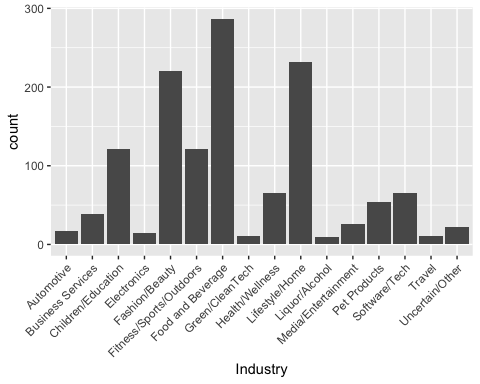 300
200
100
0
count
Automotive
Business Services
Children/Education
Electronics
Fashion/Beauty
Fitness/Sports/Outdoors
Food and Beverage
Green/CleanTech
Health/Wellness
Lifestyle/Home
Liquor/Alcohol
Media/Entertainment
Pet Products
Software/Tech
Travel
Uncertain/Other
Industry